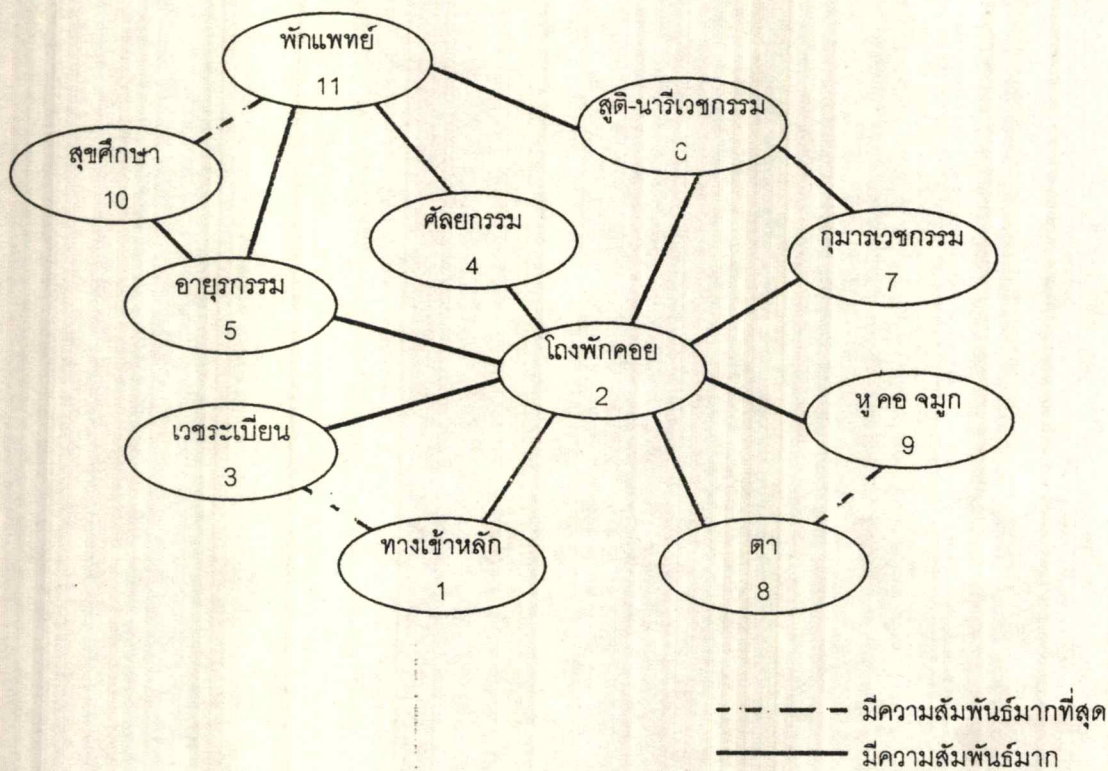 พักแพทย์
11
สูติ-นารีเวชกรรม
6
สุขศึกษา
10
ศัลยกรรม
4
กุมารเวชกรรม
7
อายุรกรรม
5
โถงพักคอย
2
หู คอ จมูก
9
เวชระเบียน
3
ทางเข้าหลัก
1
ตา
8
มีความสัมพันธ์มากที่สุด
มีความสัมพันธ์มาก